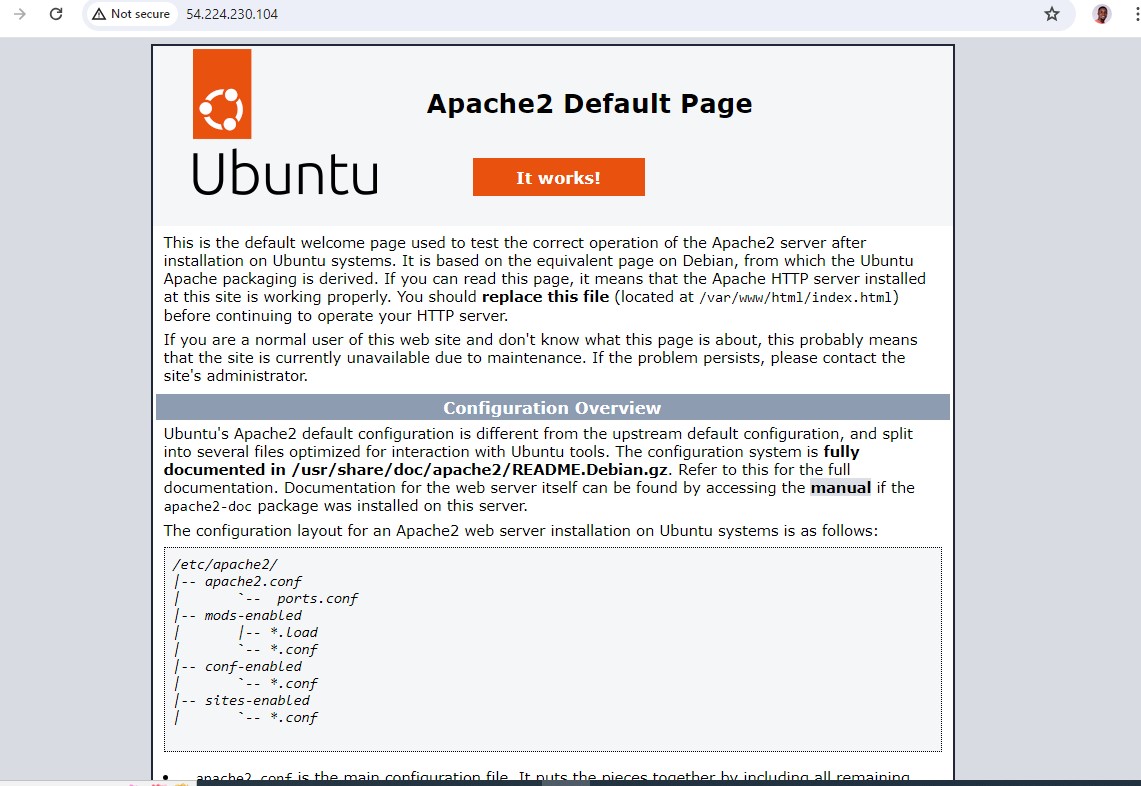 Not secure 54.224.230.104
Apache2 Default Page
Ubuntu
It works!
This is the default welcome page used to test the correct operation of the Apache2 server after
installation on Ubuntu systems. It is based on the equivalent page on Debian, from which the Ubuntu
Apache packaging is derived. If you can read this page, it means that the Apache HTTP server installed
at this site is working properly. You should replace this file (located at /var/www/html/index.html)
before continuing to operate your HTTP server.
If you are a normal user of this web site and don't know what this page is about, this probably means
that the site is currently unavailable due to maintenance. If the problem persists, please contact the
site's administrator.
Configuration Overview
Ubuntu's Apache2 default configuration is different from the upstream default configuration, and split
into several files optimized for interaction with Ubuntu tools. The configuration system is fully
documented in /usr/share/doc/apache2/README.Debian.gz. Refer to this for the full
documentation. Documentation for the web server itself can be found by accessing the manual if the
apache2-doc package was installed on this server.
The configuration layout for an Apache2 web server installation on Ubuntu systems is as follows:
/etc/apache2/
|-- apache2.conf
|       `--  ports.conf
|-- mods-enabled
|       |-- *.load
|       `-- *.conf
|-- conf-enabled
|       `-- *.conf
|-- sites-enabled
|       `-- *.conf
• apache2.conf is the main configuration file. It puts the pieces together by including all remaining